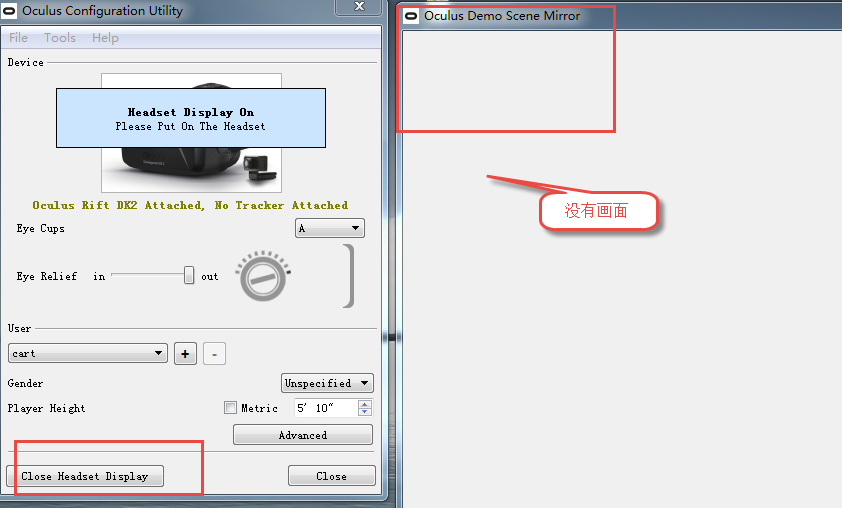 Oculus Configuration Utility
File Tools Help
Device
Headset Display On
Please Put On The Headset
Oculus Rift DK2 Attached, No Tracker Attached
Eye Cups A
Eye Relief in out
User
cart + -
Gender Unspecified
Player Height Metric 5' 10"
Advanced
Close Headset Display Close
Oculus Demo Scene Mirror
没有画面